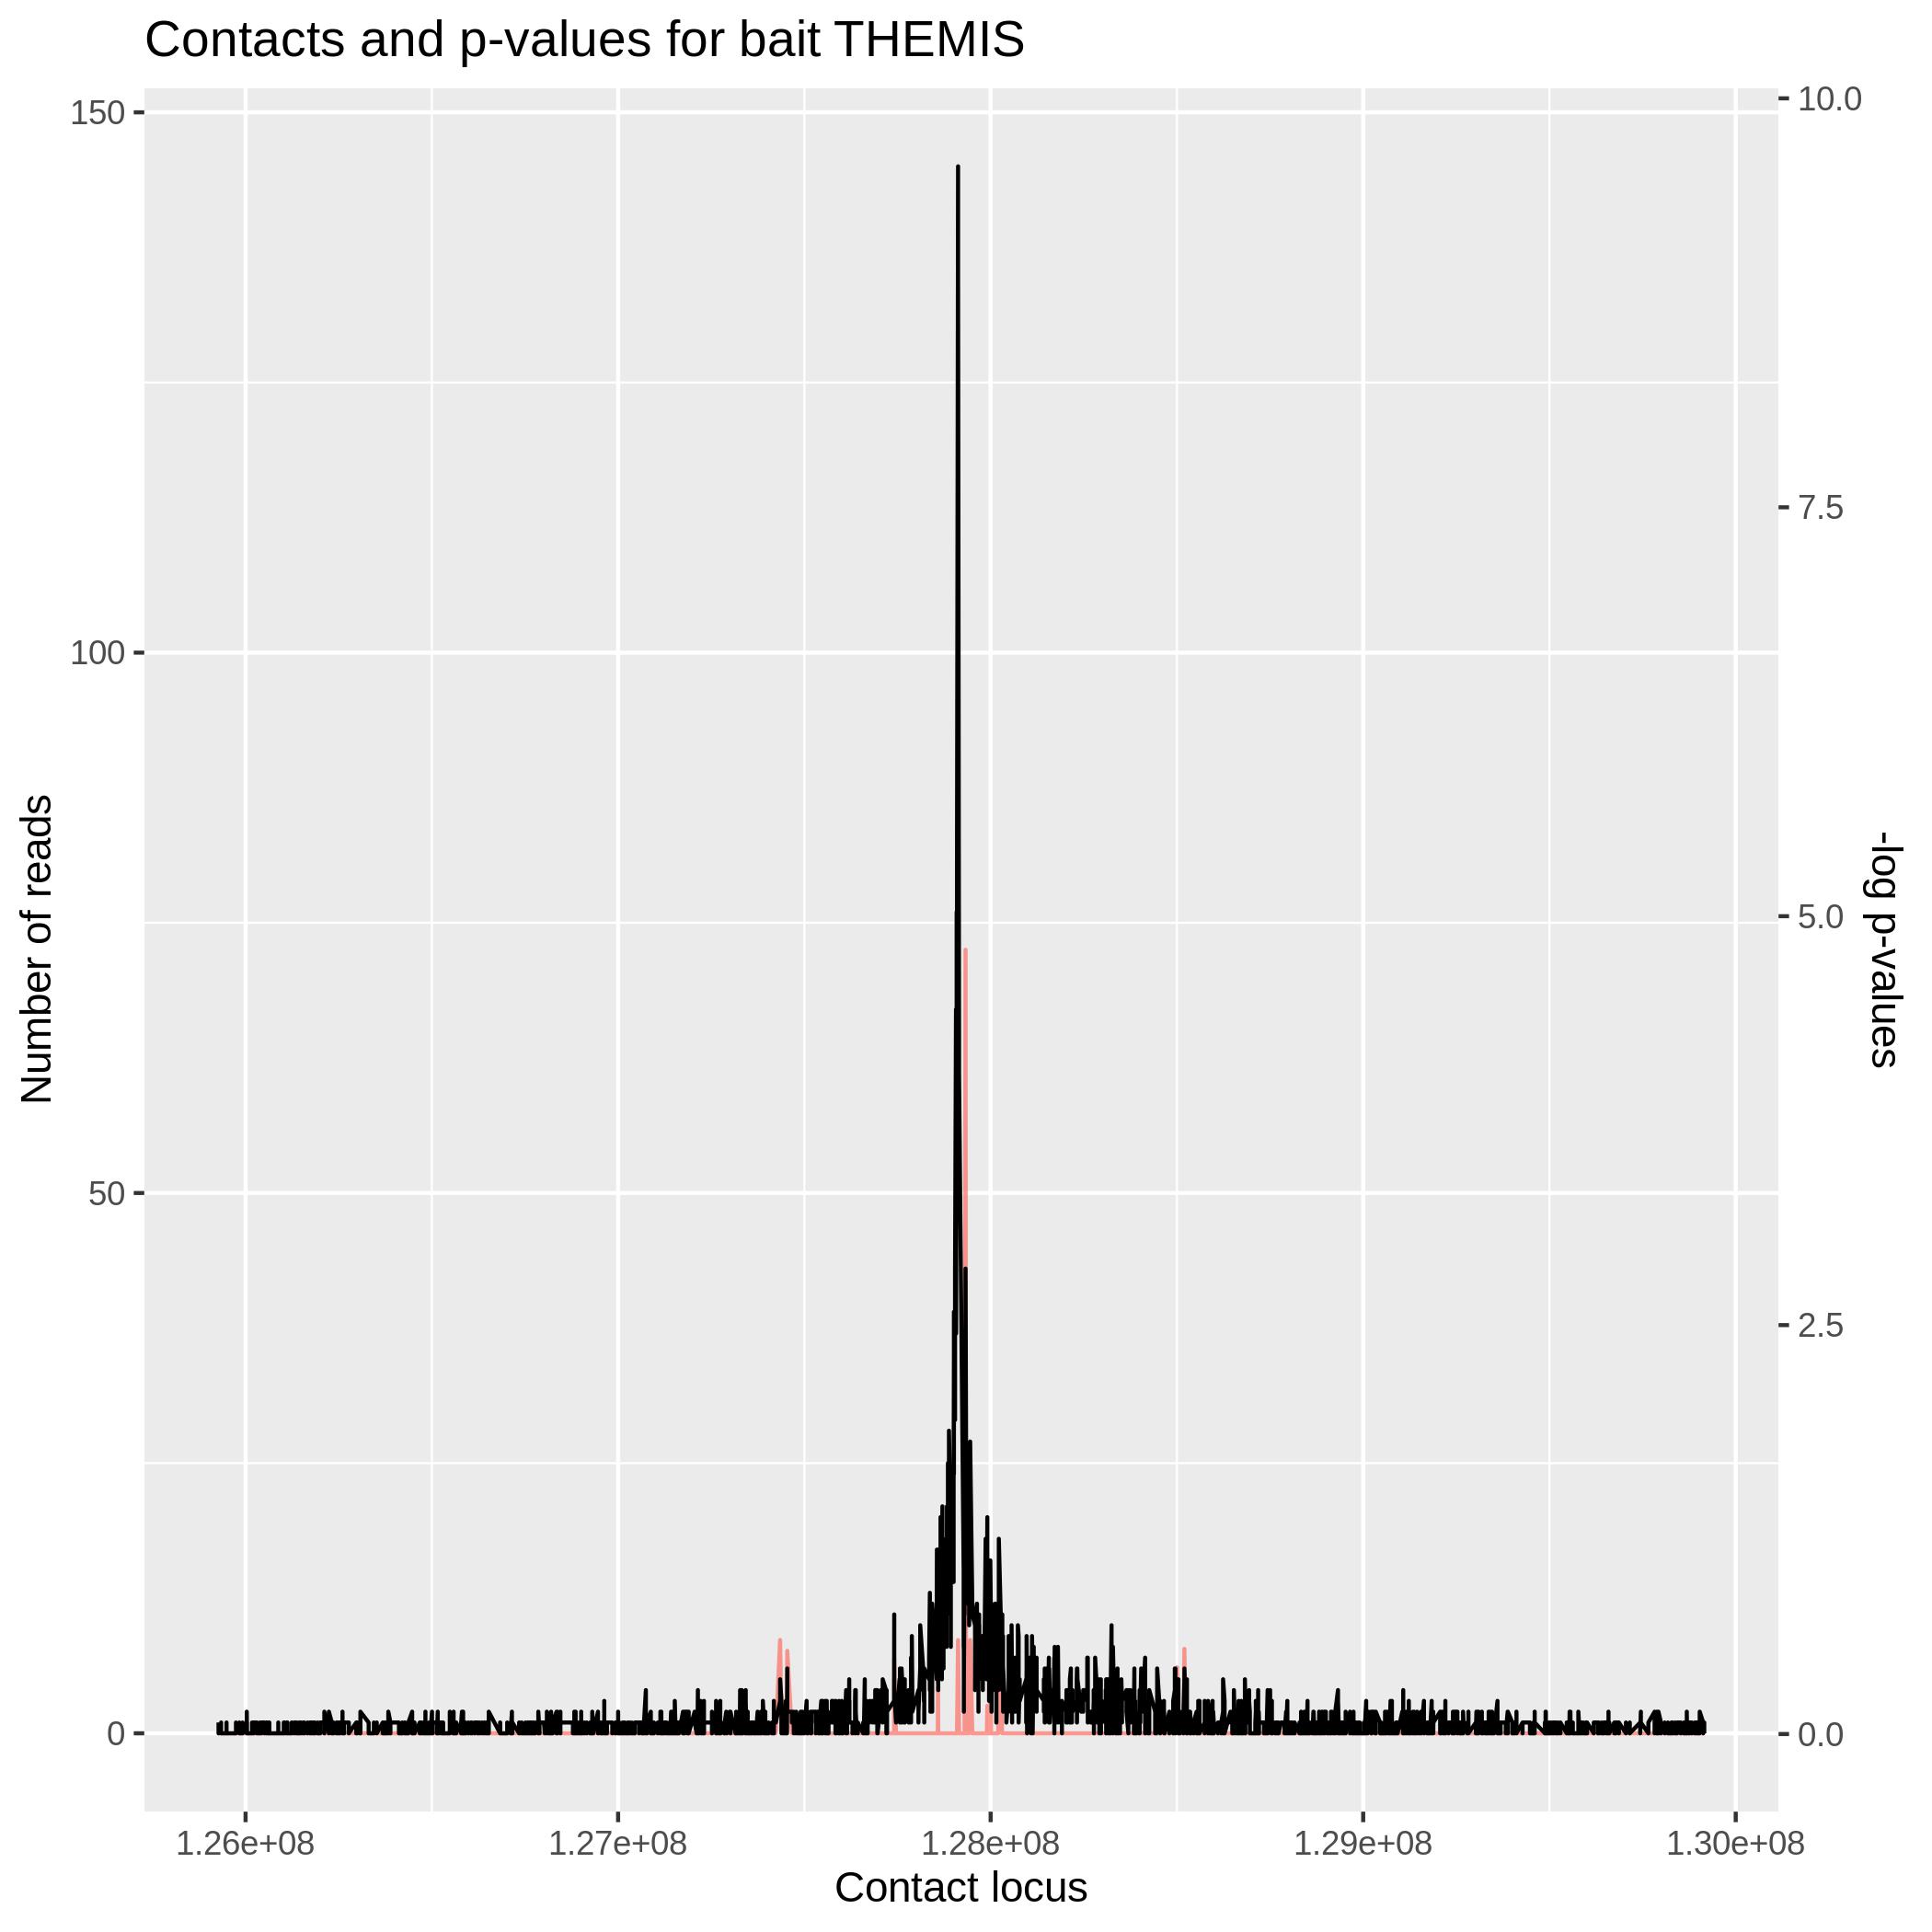 Contacts and p-values for bait THEMIS
150
100
50
0
Number of reads
10.0
7.5
5.0
2.5
0.0
-log p-values
1.26e+08
1.27e+08
1.28e+08
1.29e+08
1.30e+08
Contact locus